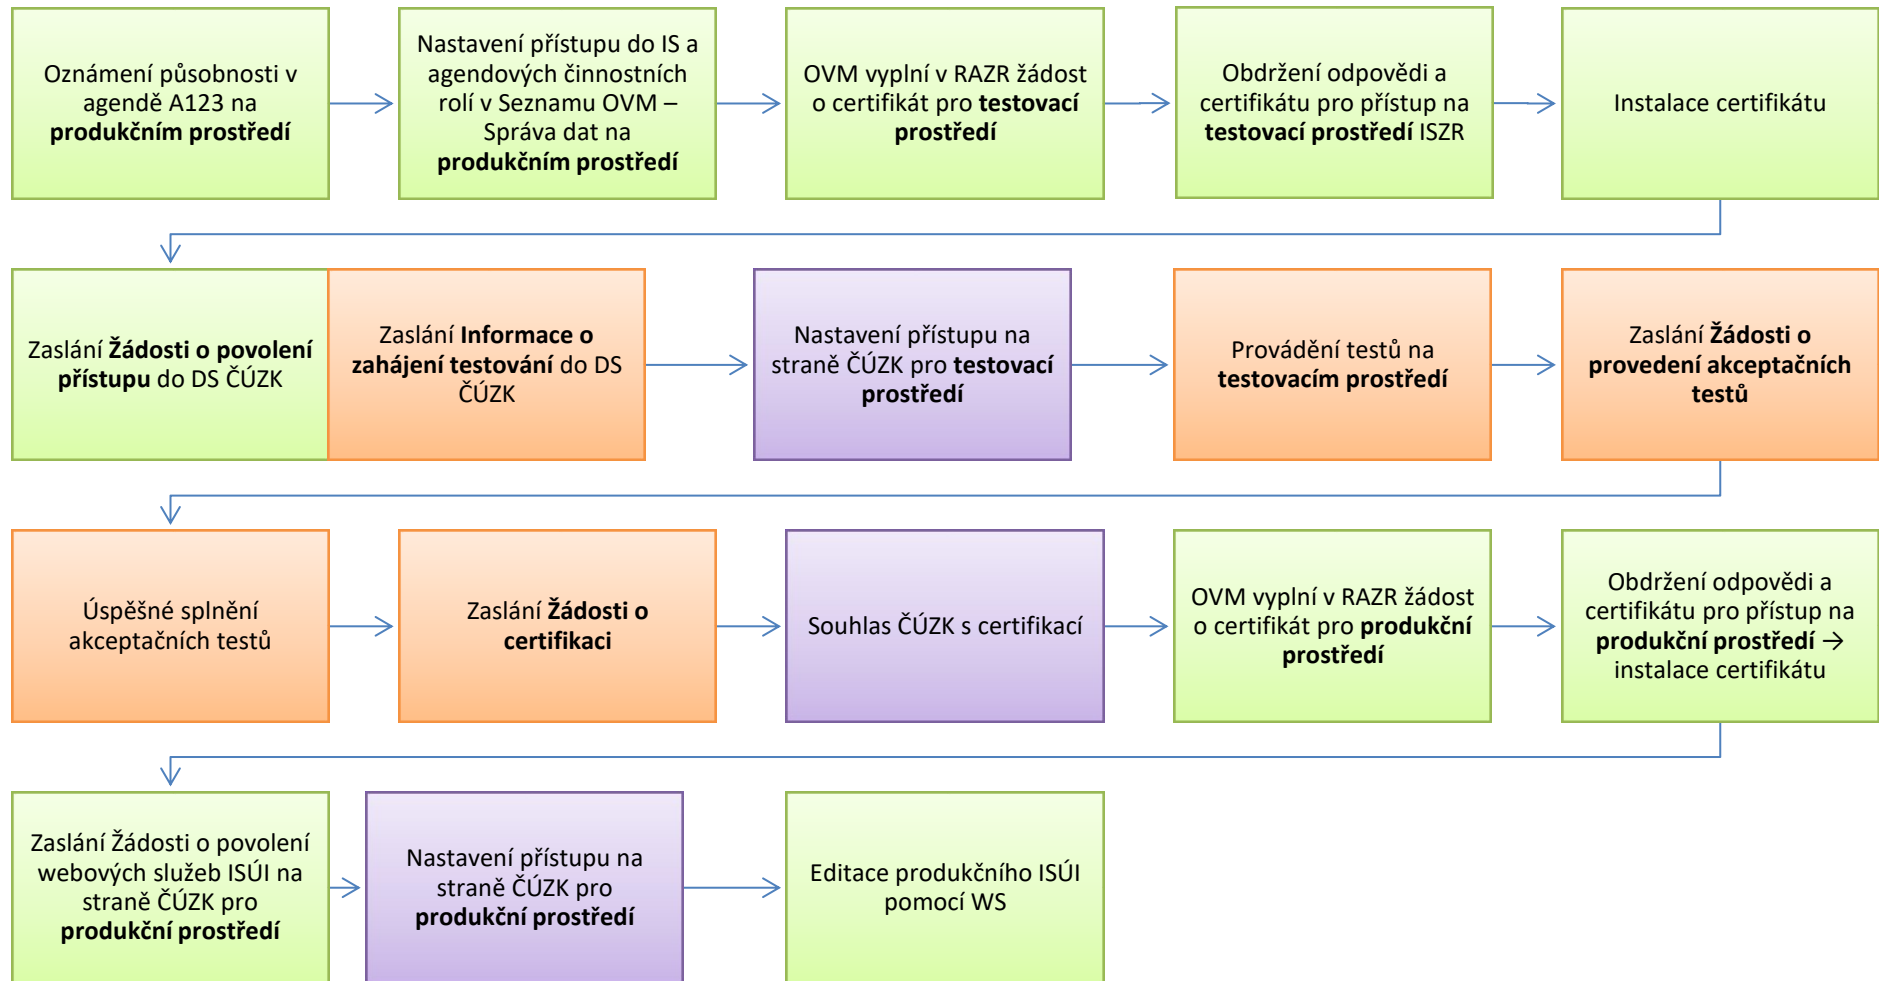 Oznámení působnosti v
agendě A123 na
produkčním prostředí
Nastavení přístupu do IS a
agendových činnostních
rolí v Seznamu OVM –
Správa dat na
produkčním prostředí
OVM vyplní v RAZR žádost
o certifikát pro testovací
prostředí
Obdržení odpovědi a
certifikátu pro přístup na
testovací prostředí ISZR
Instalace certifikátu
Zaslání Žádosti o povolení
přístupu do DS ČÚZK
Zaslání Informace o
zahájení testování do DS
ČÚZK
Nastavení přístupu na
straně ČÚZK pro testovací
prostředí
Provádění testů na
testovacím prostředí
Zaslání Žádosti o
provedení akceptačních
testů
Úspěšné splnění
akceptačních testů
Zaslání Žádosti o
certifikaci
Souhlas ČÚZK s certifikací
OVM vyplní v RAZR žádost
o certifikát pro produkční
prostředí
Obdržení odpovědi a
certifikátu pro přístup na
produkční prostředí →
instalace certifikátu
Zaslání Žádosti o povolení
webových služeb ISÚI na
straně ČÚZK pro
produkční prostředí
Nastavení přístupu na
straně ČÚZK pro
produkční prostředí
Editace produkčního ISÚI
pomocí WS